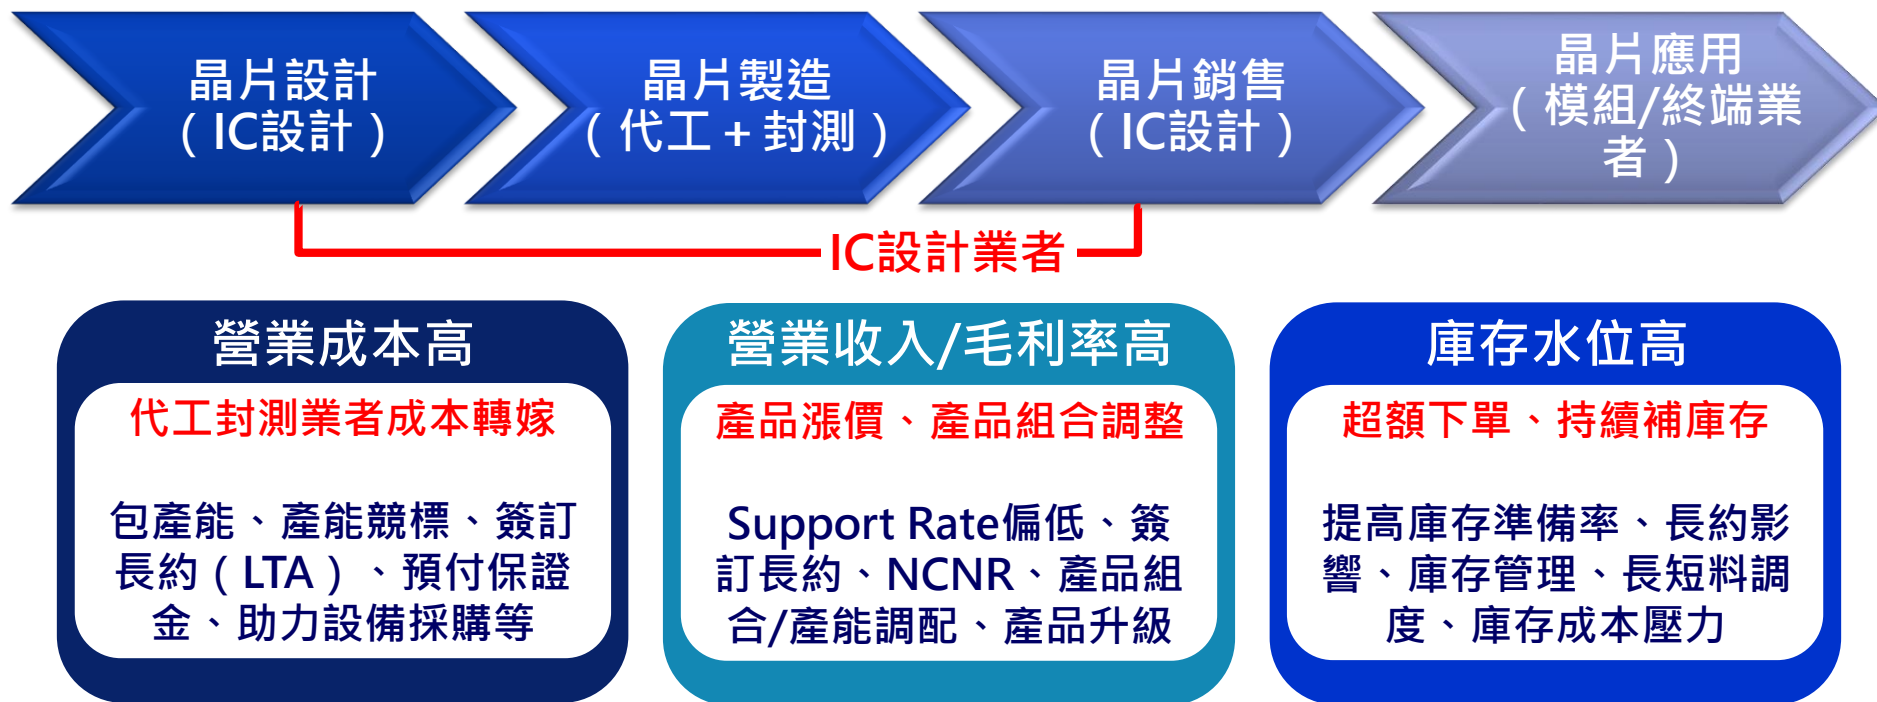 晶片設計
（IC設計）
晶片製造
（代工＋封測）
晶片銷售
（IC設計）
晶片應用
（模組/終端業
者）
IC設計業者
營業成本高
代工封測業者成本轉嫁
包產能、產能競標、簽訂
長約（LTA）、預付保證
金、助力設備採購等
營業收入/毛利率高
產品漲價、產品組合調整
Support Rate偏低、簽
訂長約、NCNR、產品組
合/產能調配、產品升級
庫存水位高
超額下單、持續補庫存
提高庫存準備率、長約影
響、庫存管理、長短料調
度、庫存成本壓力